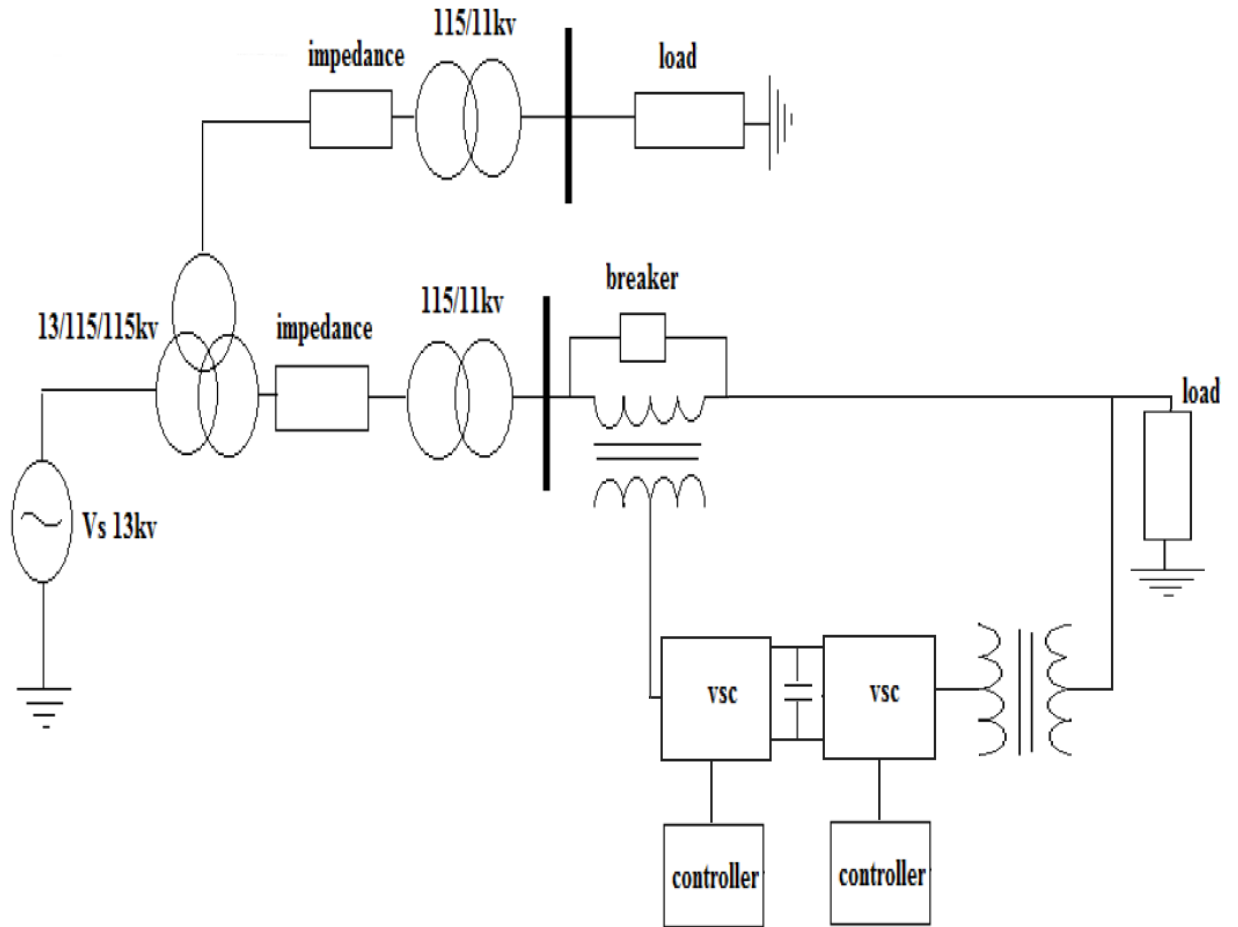 115/11kv
impedance
load
breaker
13/115/115kv
impedance
115/11kv
load
Vs 13kv
vsc
vsc
controller
controller